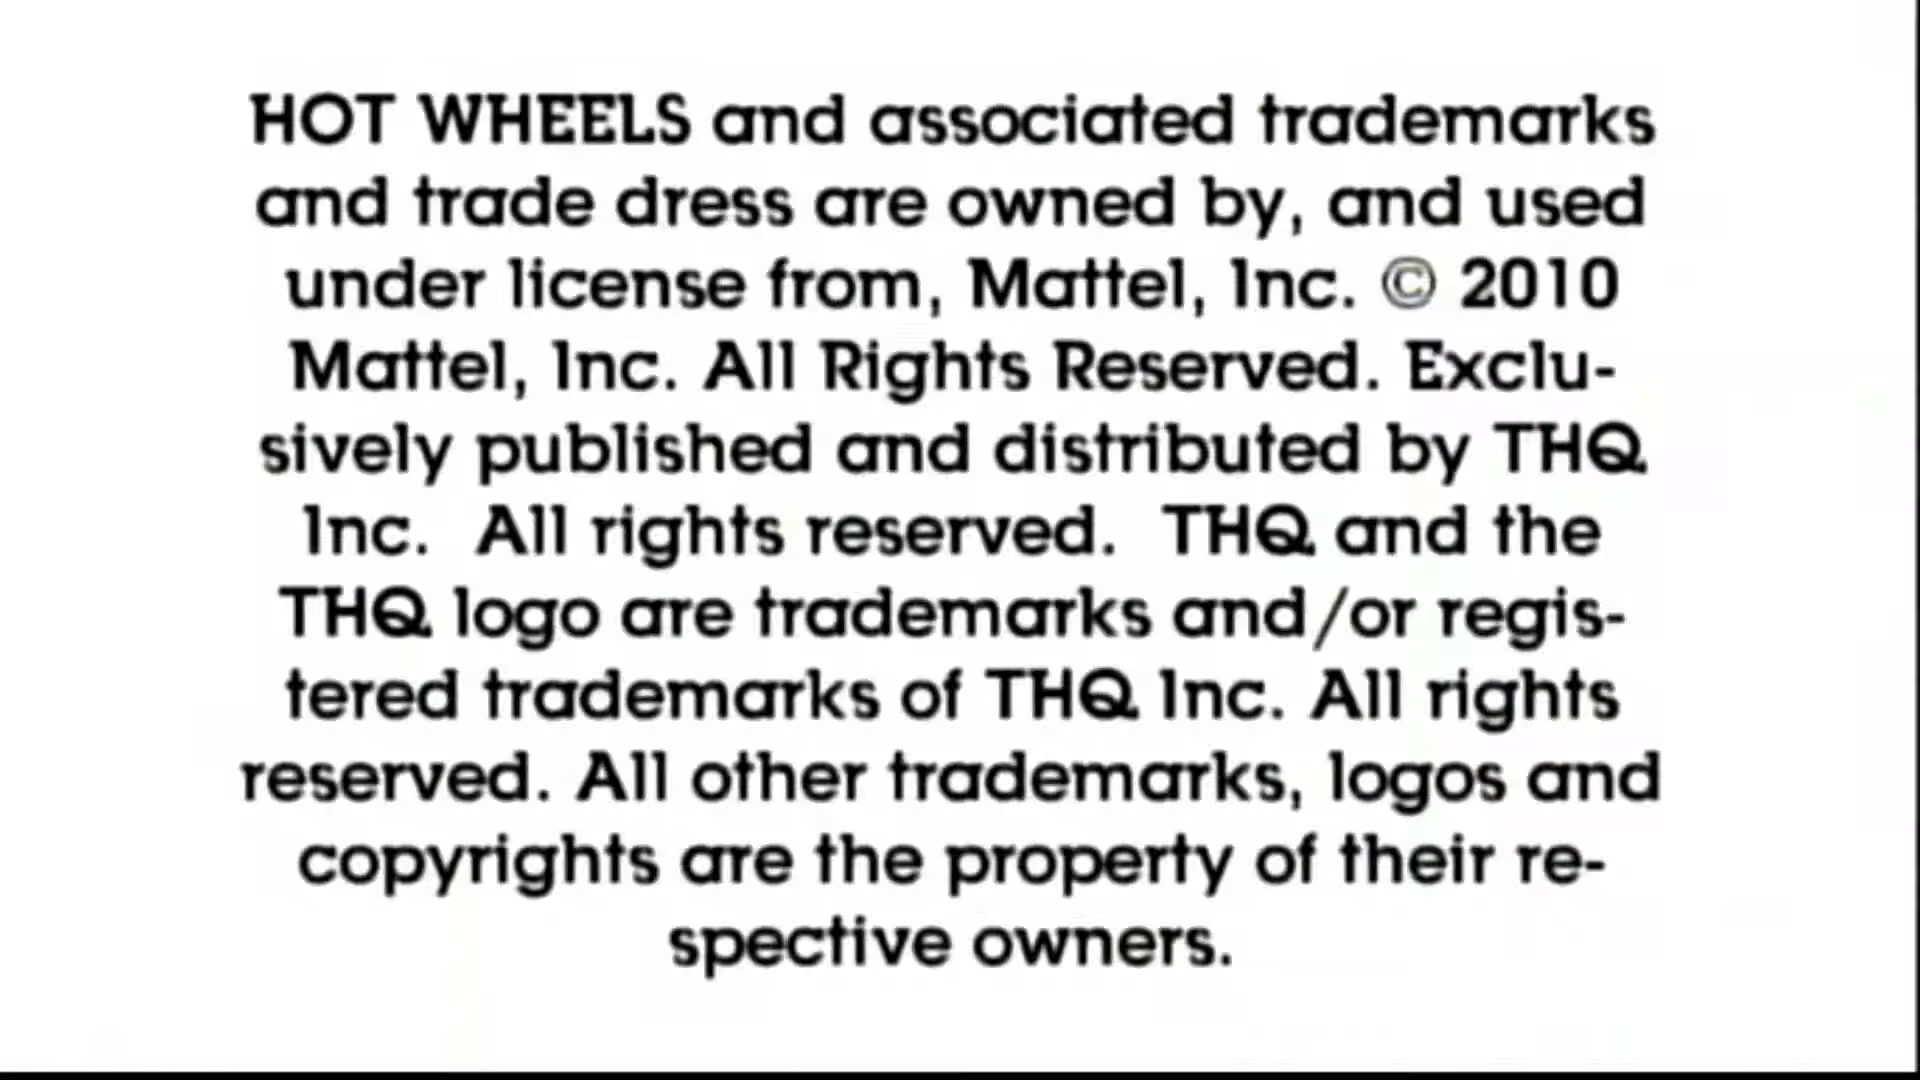 HOT WHEELS and associated trademarks
and trade dress are owned by, and used
under license from, Mattel, Inc. © 2010
Mattel, Inc. All Rights Reserved. Exclu-
sively published and distributed by THQ
Inc.  All rights reserved.  THQ and the
THQ logo are trademarks and/or regis-
tered trademarks of THQ Inc. All rights
reserved. All other trademarks, logos and
copyrights are the property of their re-
spective owners.